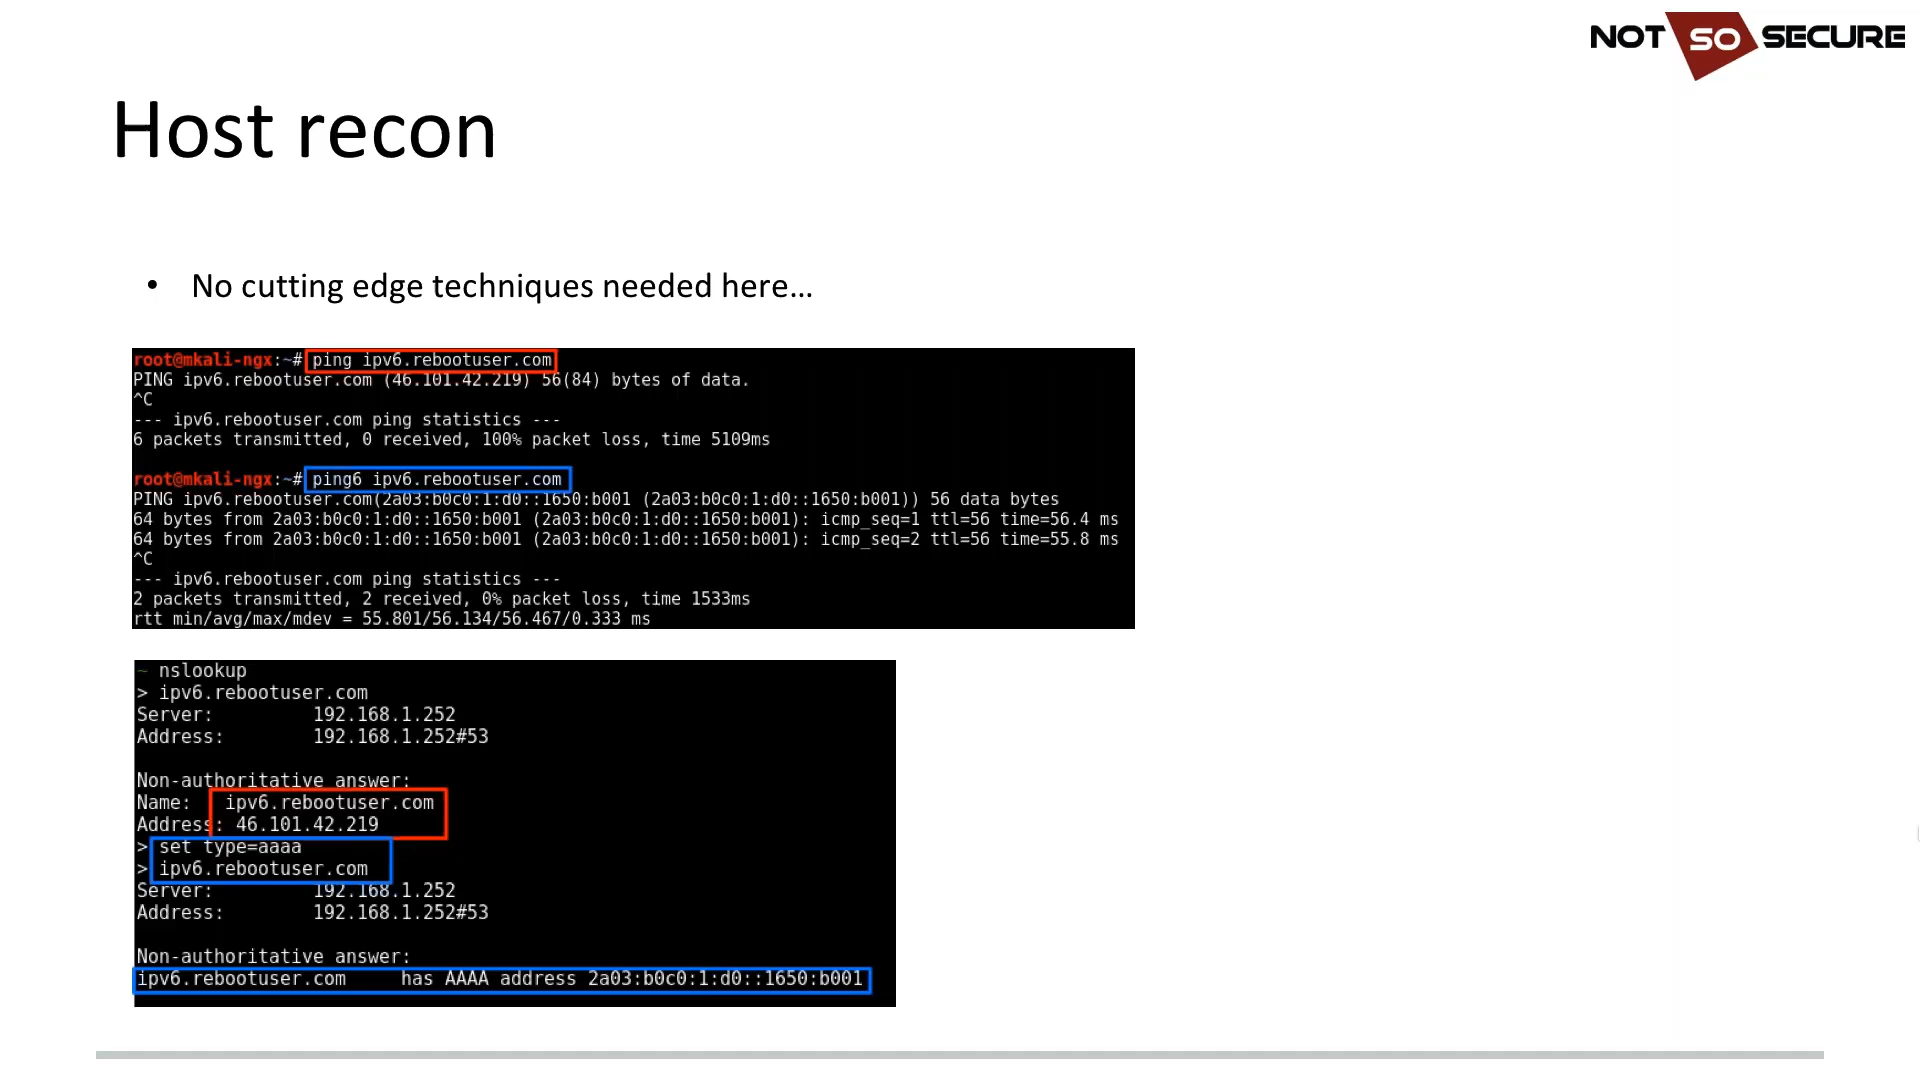 NOT SO SECURE
Host recon
• No cutting edge techniques needed here...
root@mkali-ngx:~# ping ipv6.rebootuser.com
PING ipv6.rebootuser.com (46.101.42.219) 56(84) bytes of data.
^C
--- ipv6.rebootuser.com ping statistics ---
6 packets transmitted, 0 received, 100% packet loss, time 5109ms
root@mkali-ngx:~# ping6 ipv6.rebootuser.com
PING ipv6.rebootuser.com(2a03:b0c0:1:d0::1650:b001 (2a03:b0c0:1:d0::1650:b001)) 56 data bytes
64 bytes from 2a03:b0c0:1:d0::1650:b001 (2a03:b0c0:1:d0::1650:b001): icmp_seq=1 ttl=56 time=56.4 ms
64 bytes from 2a03:b0c0:1:d0::1650:b001 (2a03:b0c0:1:d0::1650:b001): icmp_seq=2 ttl=56 time=55.8 ms
^C
--- ipv6.rebootuser.com ping statistics ---
2 packets transmitted, 2 received, 0% packet loss, time 1533ms
rtt min/avg/max/mdev = 55.801/56.134/56.467/0.333 ms
~ nslookup
> ipv6.rebootuser.com
Server: 192.168.1.252
Address: 192.168.1.252#53
Non-authoritative answer:
Name: ipv6.rebootuser.com
Address: 46.101.42.219
> set type=aaaa
> ipv6.rebootuser.com
Server: 192.168.1.252
Address: 192.168.1.252#53
Non-authoritative answer:
ipv6.rebootuser.com has AAAA address 2a03:b0c0:1:d0::1650:b001